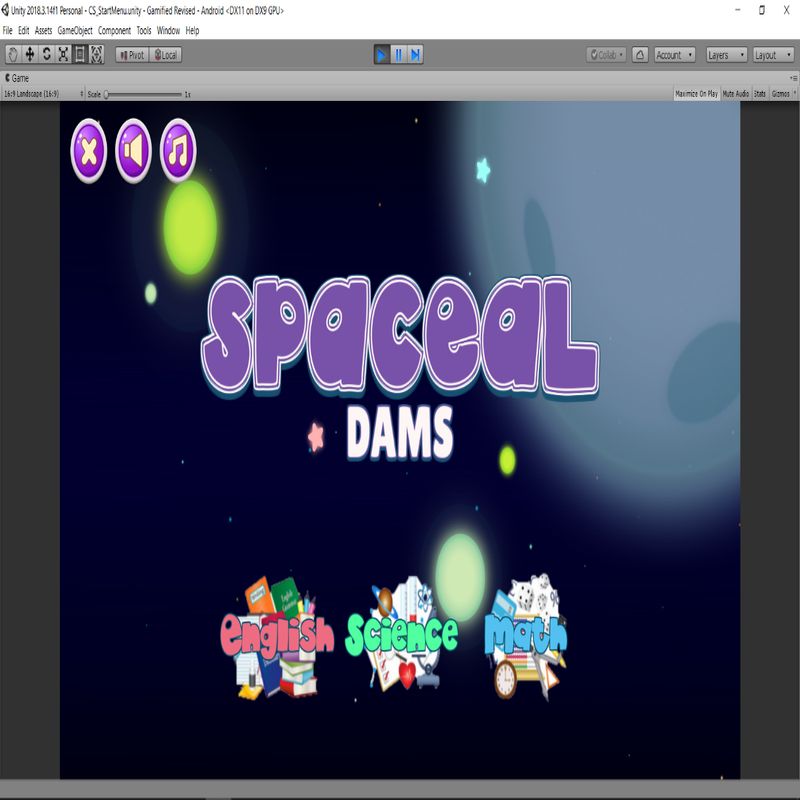 Unity 2018.3.14f1 Personal - CS_StartMenu.unity - Gamified Revised - Android <DX11 on DX9 GPU>
File Edit Assets GameObject Component Tools Window Help
Pivot Local Collab Account Layers Layout
Game
16:9 Landscape (16:9) Scale 1x Maximize On Play Mute Audio Stats Gizmos
Spaceal
DAMS
English Science Math